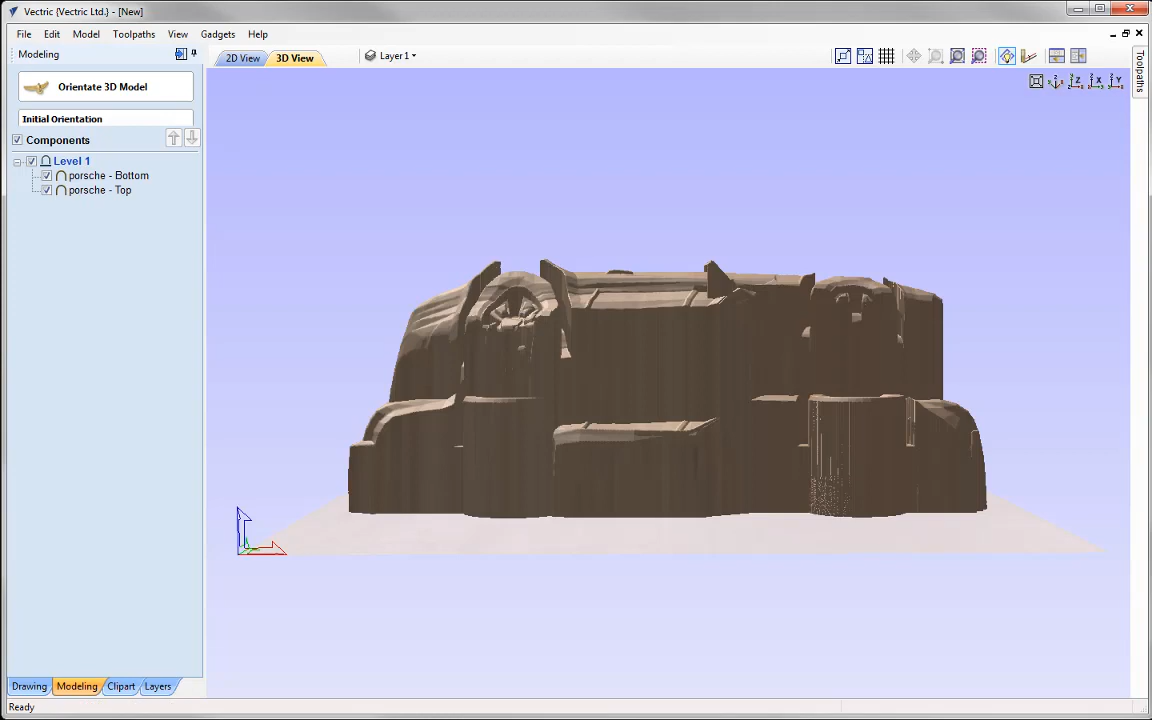 Vectric {Vectric Ltd.} - [New]
File Edit Model Toolpaths View Gadgets Help
Modeling
2D View 3D View Layer 1
Toolpaths
Orientate 3D Model
Initial Orientation
Components
Level 1
porsche - Bottom
porsche - Top
Drawing Modeling Clipart Layers
Ready